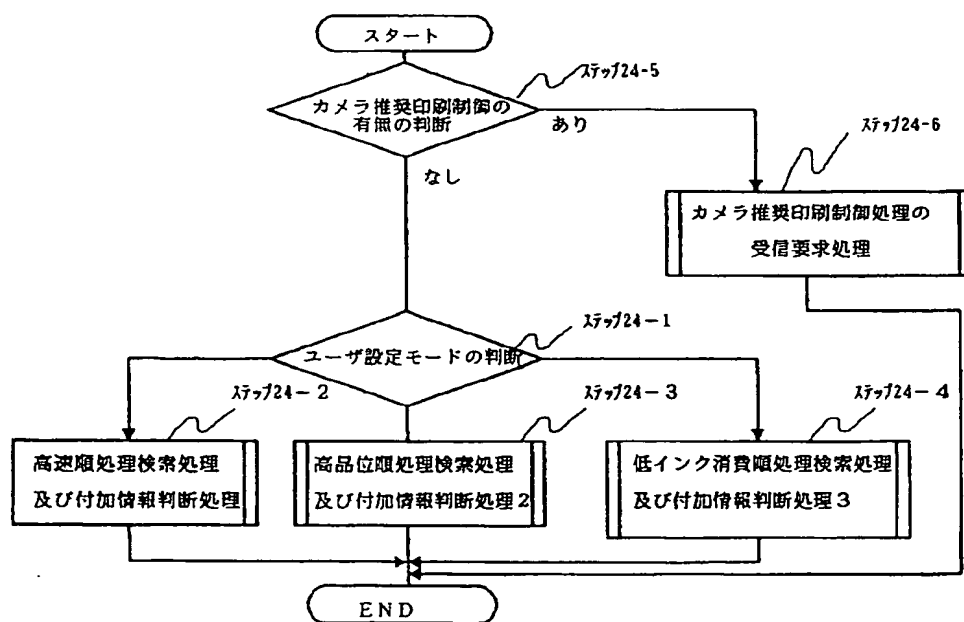 スタート
ステップ24-5
カメラ推奨印刷制御の
有無の判断
あり
なし
ステップ24-6
カメラ推奨印刷制御処理の
受信要求処理
ステップ24-1
ユーザ設定モードの判断
ステップ24-2
高速順処理検索処理
及び付加情報判断処理
ステップ24-3
高品位順処理検索処理
及び付加情報判断処理2
ステップ24-4
低インク消費順処理検索処理
及び付加情報判断処理3
END